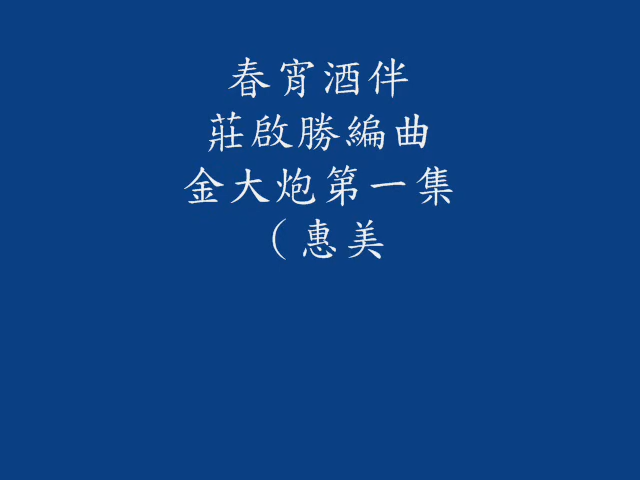 春宵酒伴
莊啟勝編曲
金大炮第一集
（惠美